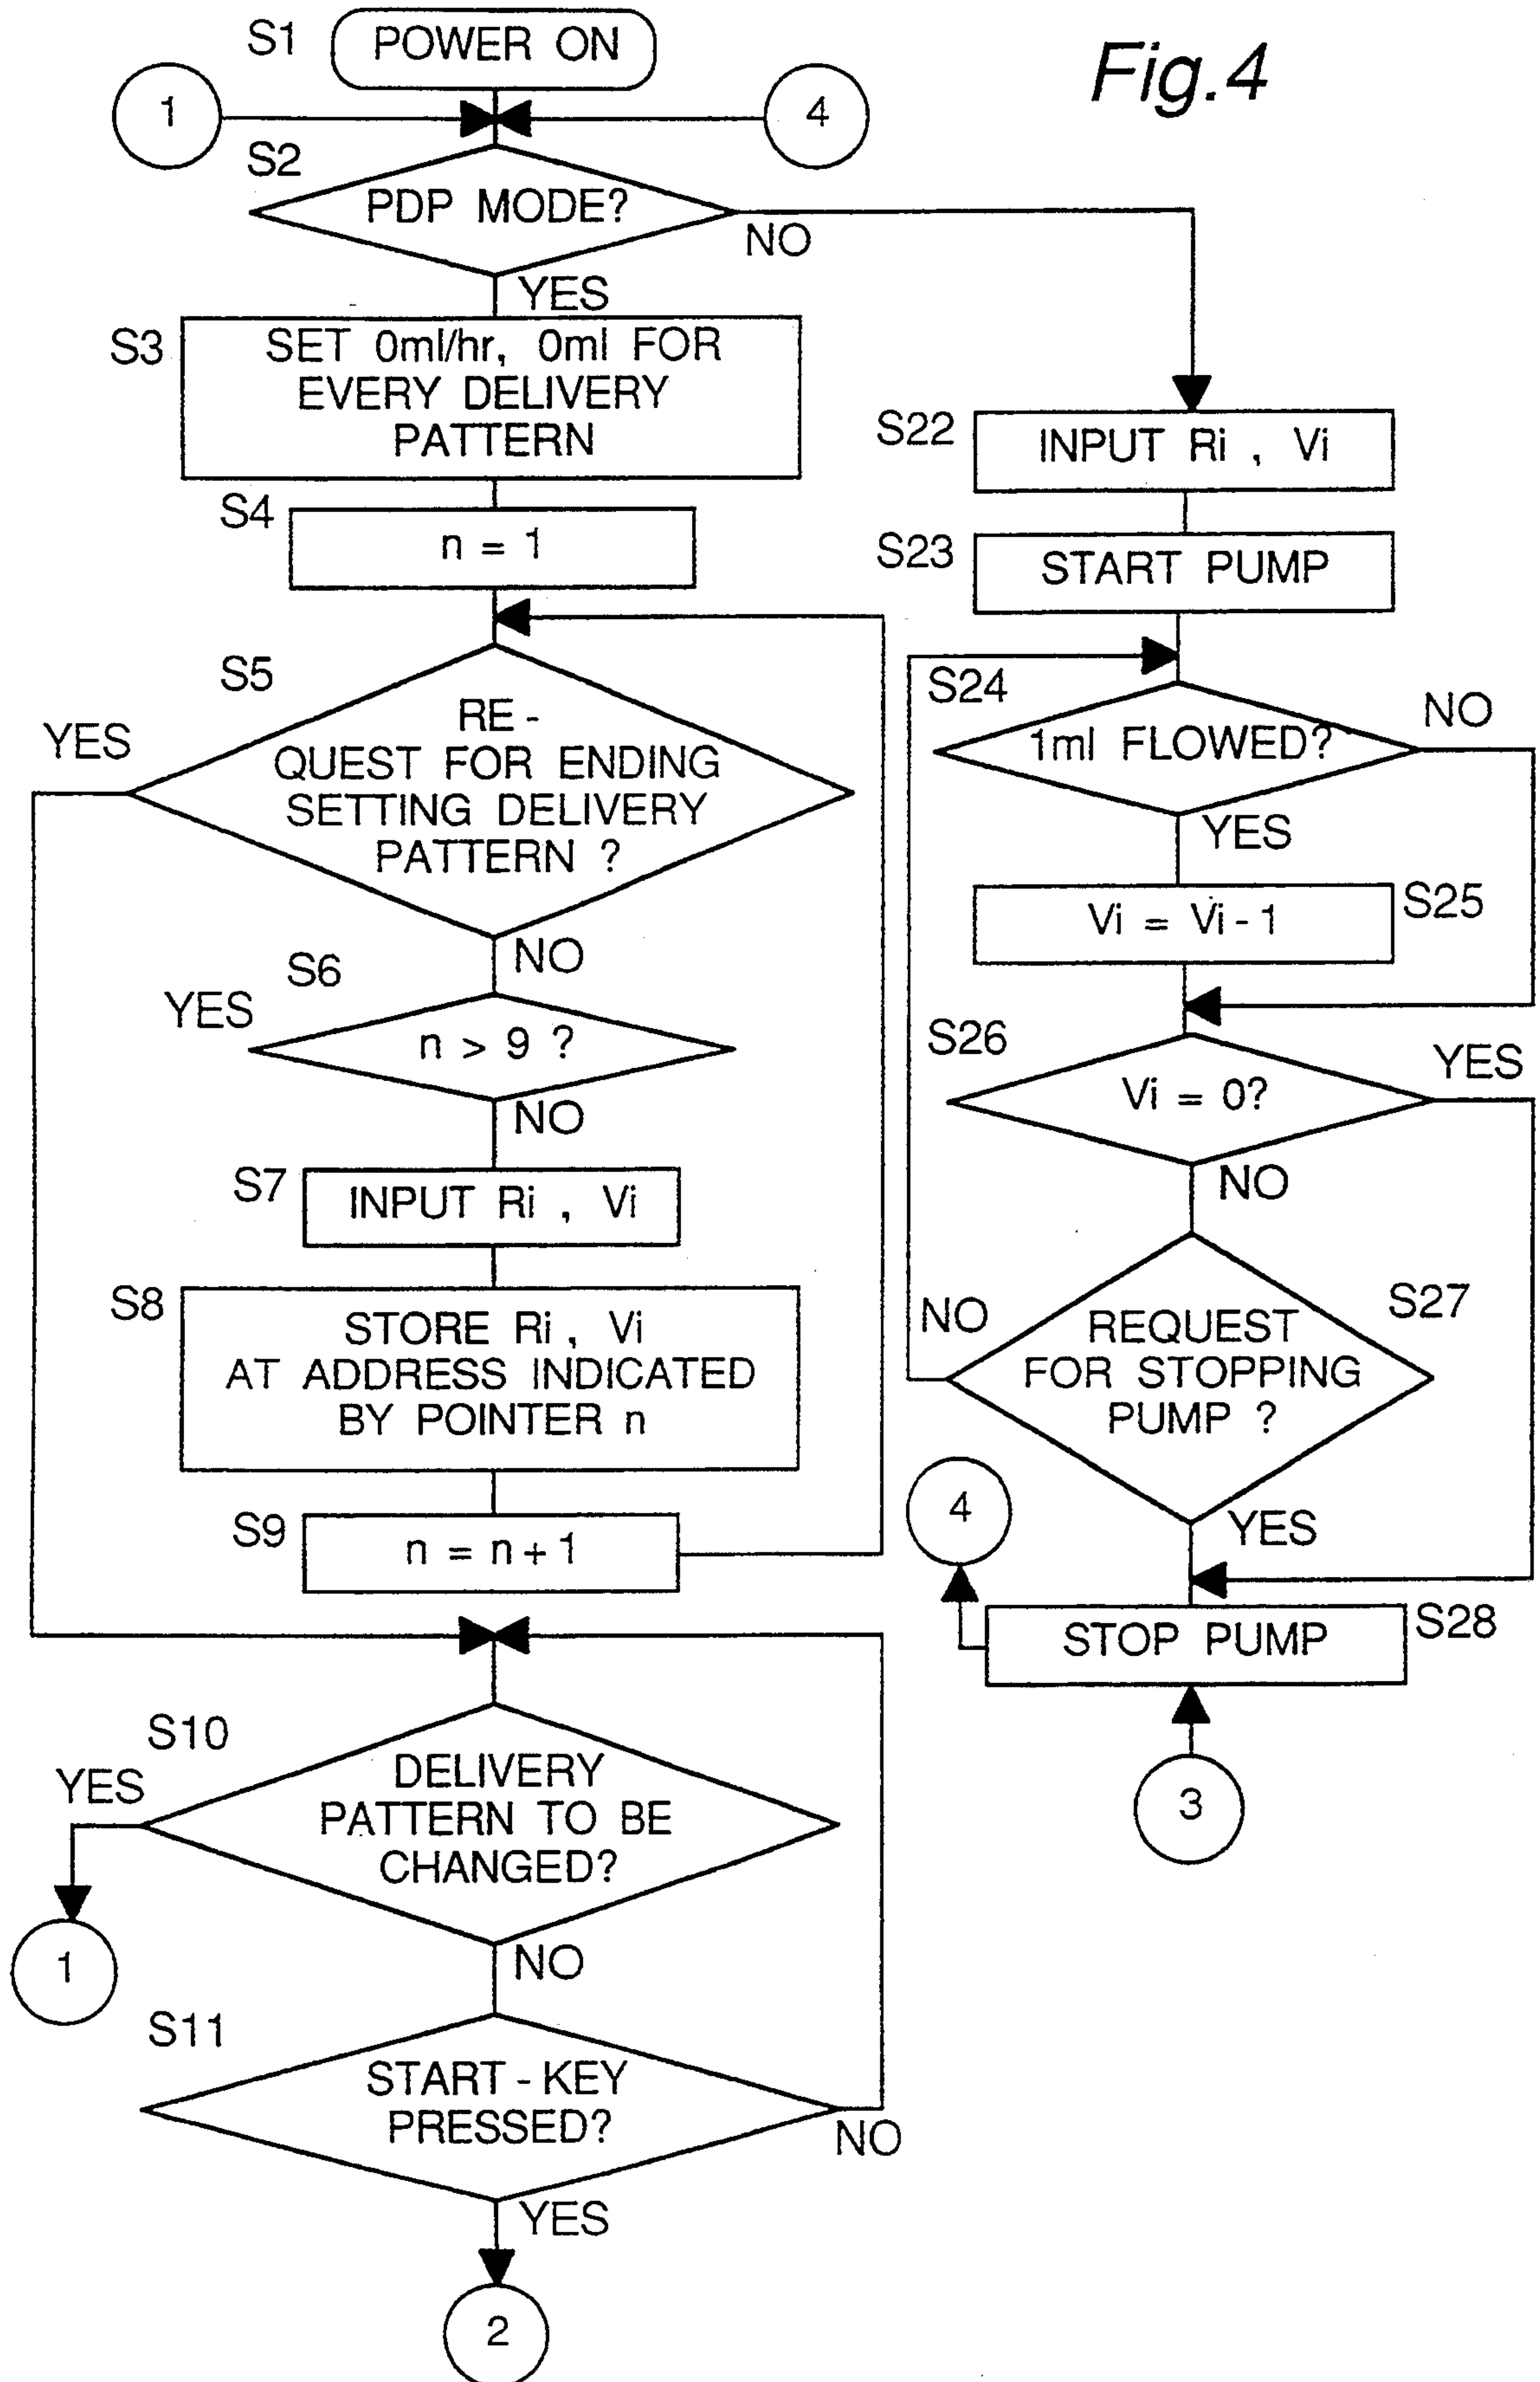 Fig.4
S1
POWER ON
1
4
S2
PDP MODE?
NO
YES
S3
SET 0ml/hr, 0ml FOR
EVERY DELIVERY
PATTERN
S4
n = 1
S5
RE -
QUEST FOR ENDING
SETTING DELIVERY
PATTERN ?
YES
NO
S6
YES
n > 9 ?
NO
S7
INPUT Ri , Vi
S8
STORE Ri , Vi
AT ADDRESS INDICATED
BY POINTER n
S9
n = n + 1
S10
YES
DELIVERY
PATTERN TO BE
CHANGED?
1
NO
S11
START - KEY
PRESSED?
NO
YES
2
S22
INPUT Ri , Vi
S23
START PUMP
S24
1ml FLOWED?
NO
YES
S25
Vi = Vi - 1
S26
Vi = 0?
YES
NO
S27
NO
REQUEST
FOR STOPPING
PUMP ?
4
YES
STOP PUMP
S28
3